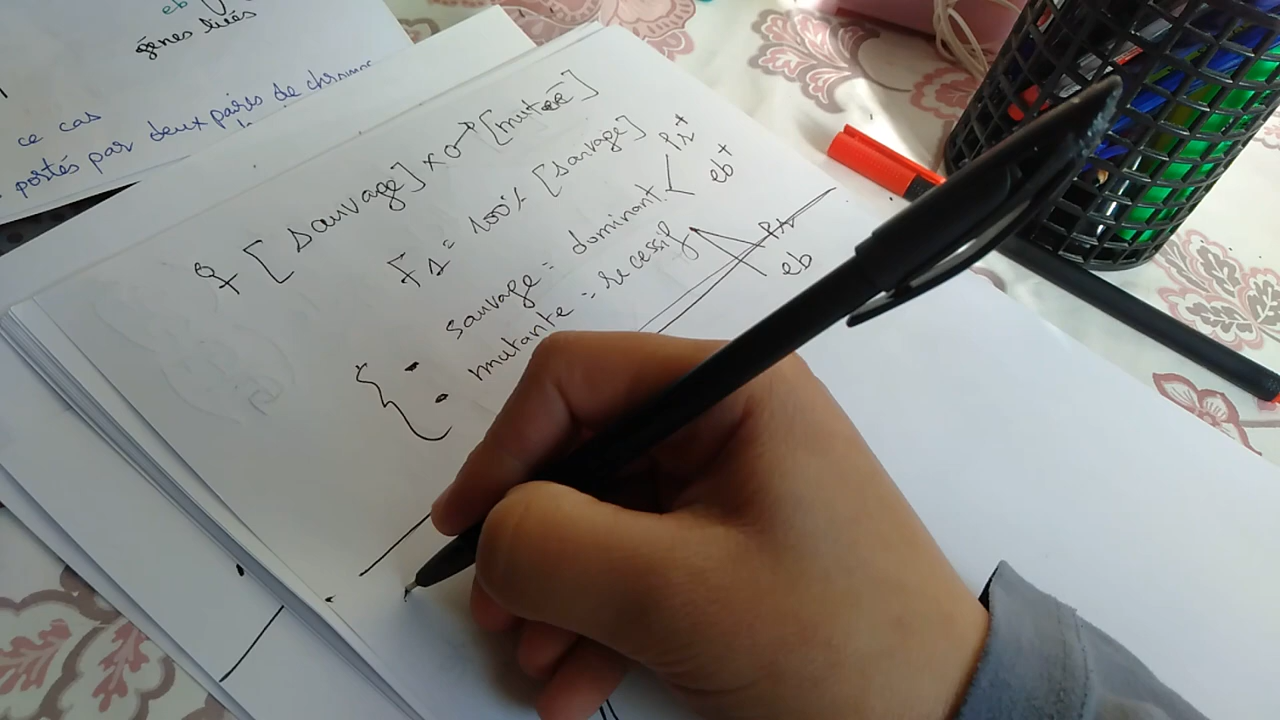 eb
gènes liés
ce cas
portés par deux paires de
♀ [sauvage] x ♂ [mutée]
F1 = 100% [sauvage]
sauvage = dominant < Pr+
eb+
mutante = recessif Pr
eb